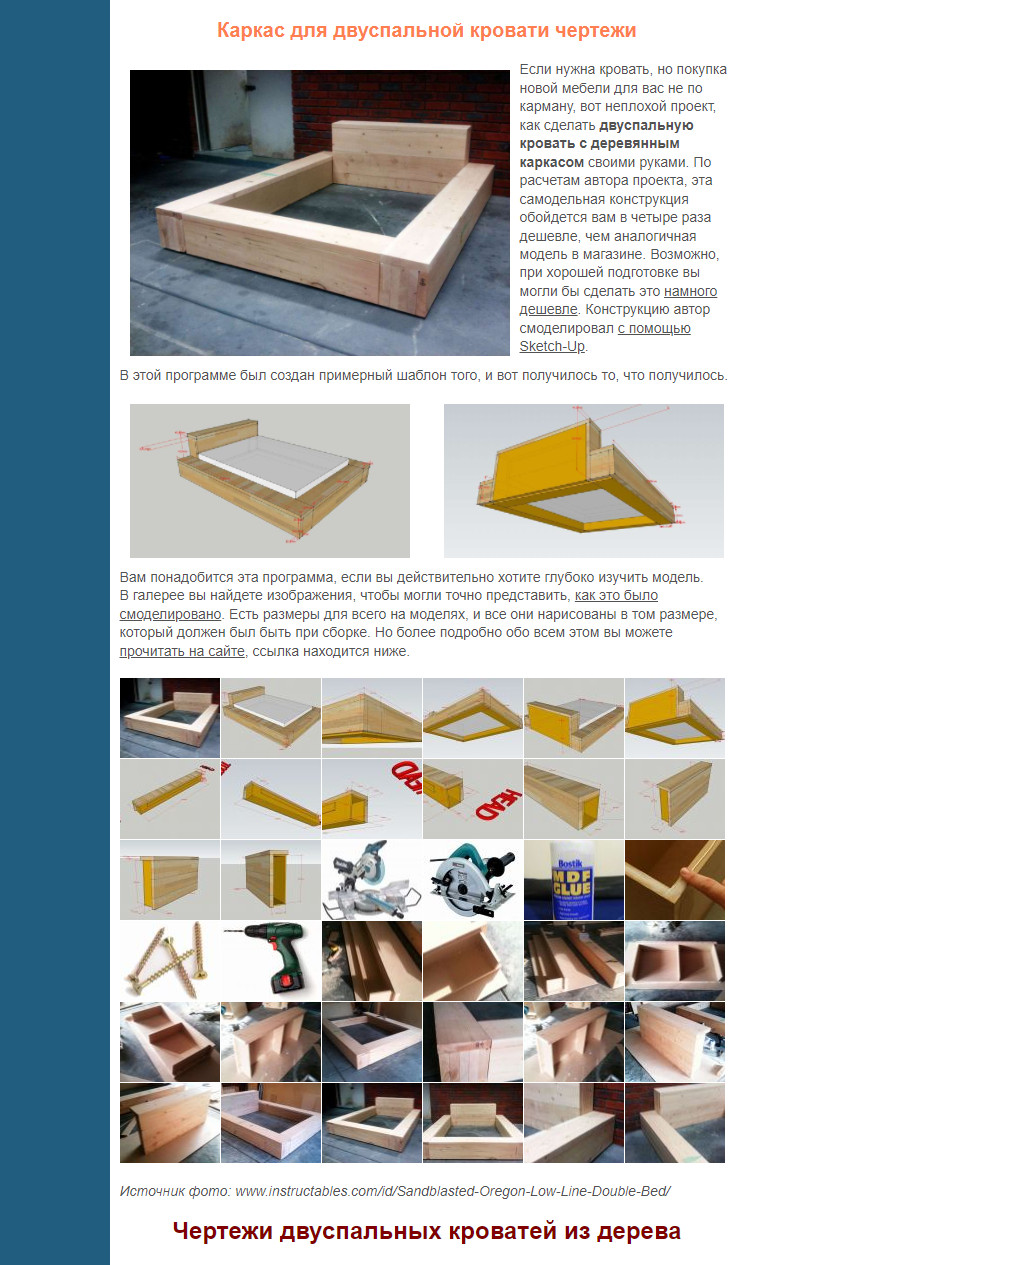 Каркас для двуспальной кровати чертежи
Если нужна кровать, но покупка
новой мебели для вас не по
карману, вот неплохой проект,
как сделать двуспальную
кровать с деревянным
каркасом своими руками. По
расчетам автора проекта, эта
самодельная конструкция
обойдется вам в четыре раза
дешевле, чем аналогичная
модель в магазине. Возможно,
при хорошей подготовке вы
могли бы сделать это намного
дешевле. Конструкцию автор
смоделировал с помощью
Sketch-Up.
В этой программе был создан примерный шаблон того, и вот получилось то, что получилось.
Вам понадобится эта программа, если вы действительно хотите глубоко изучить модель.
В галерее вы найдете изображения, чтобы могли точно представить, как это было
смоделировано. Есть размеры для всего на моделях, и все они нарисованы в том размере,
который должен был быть при сборке. Но более подробно обо всем этом вы можете
прочитать на сайте, ссылка находится ниже.
HEAD
Bostik
MDF
GLUE
Источник фото: www.instructables.com/id/Sandblasted-Oregon-Low-Line-Double-Bed/
Чертежи двуспальных кроватей из дерева